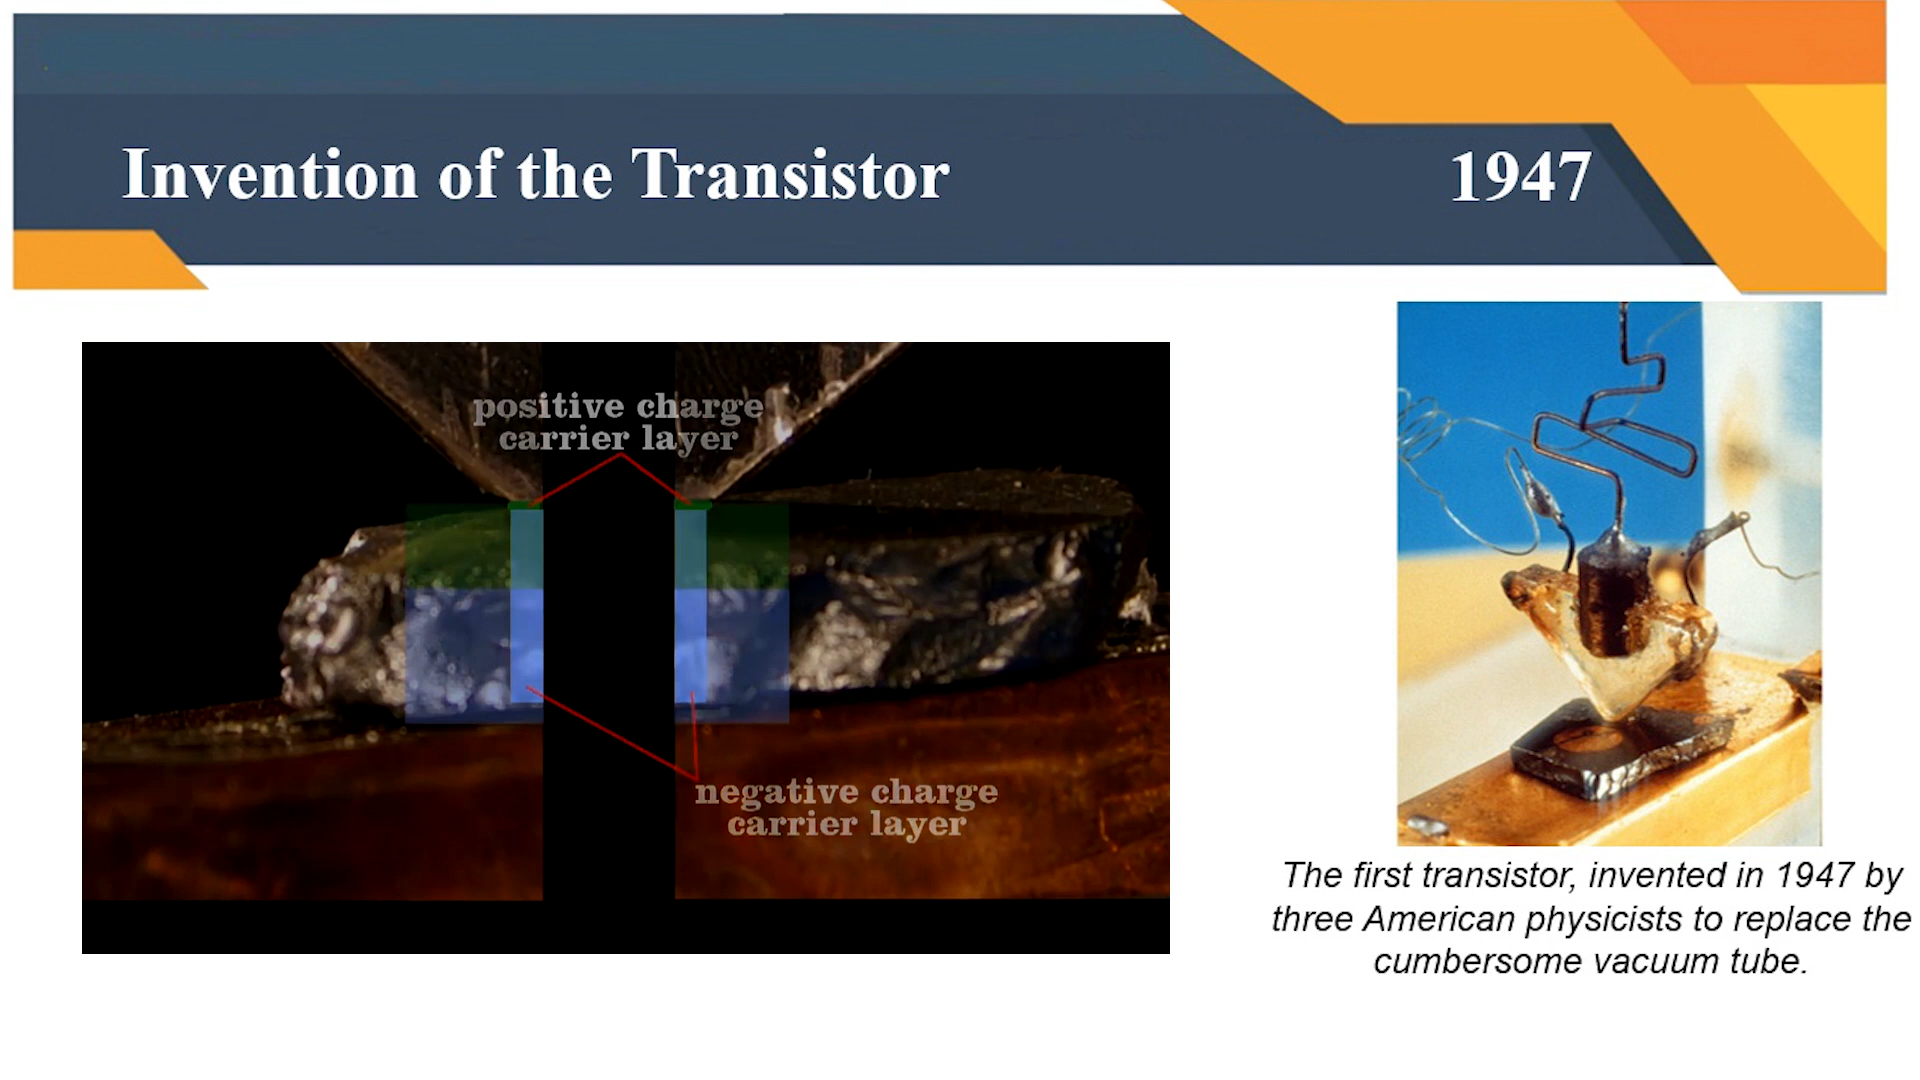 Invention of the Transistor
1947
positive charge
carrier layer
negative charge
carrier layer
The first transistor, invented in 1947 by
three American physicists to replace the
cumbersome vacuum tube.